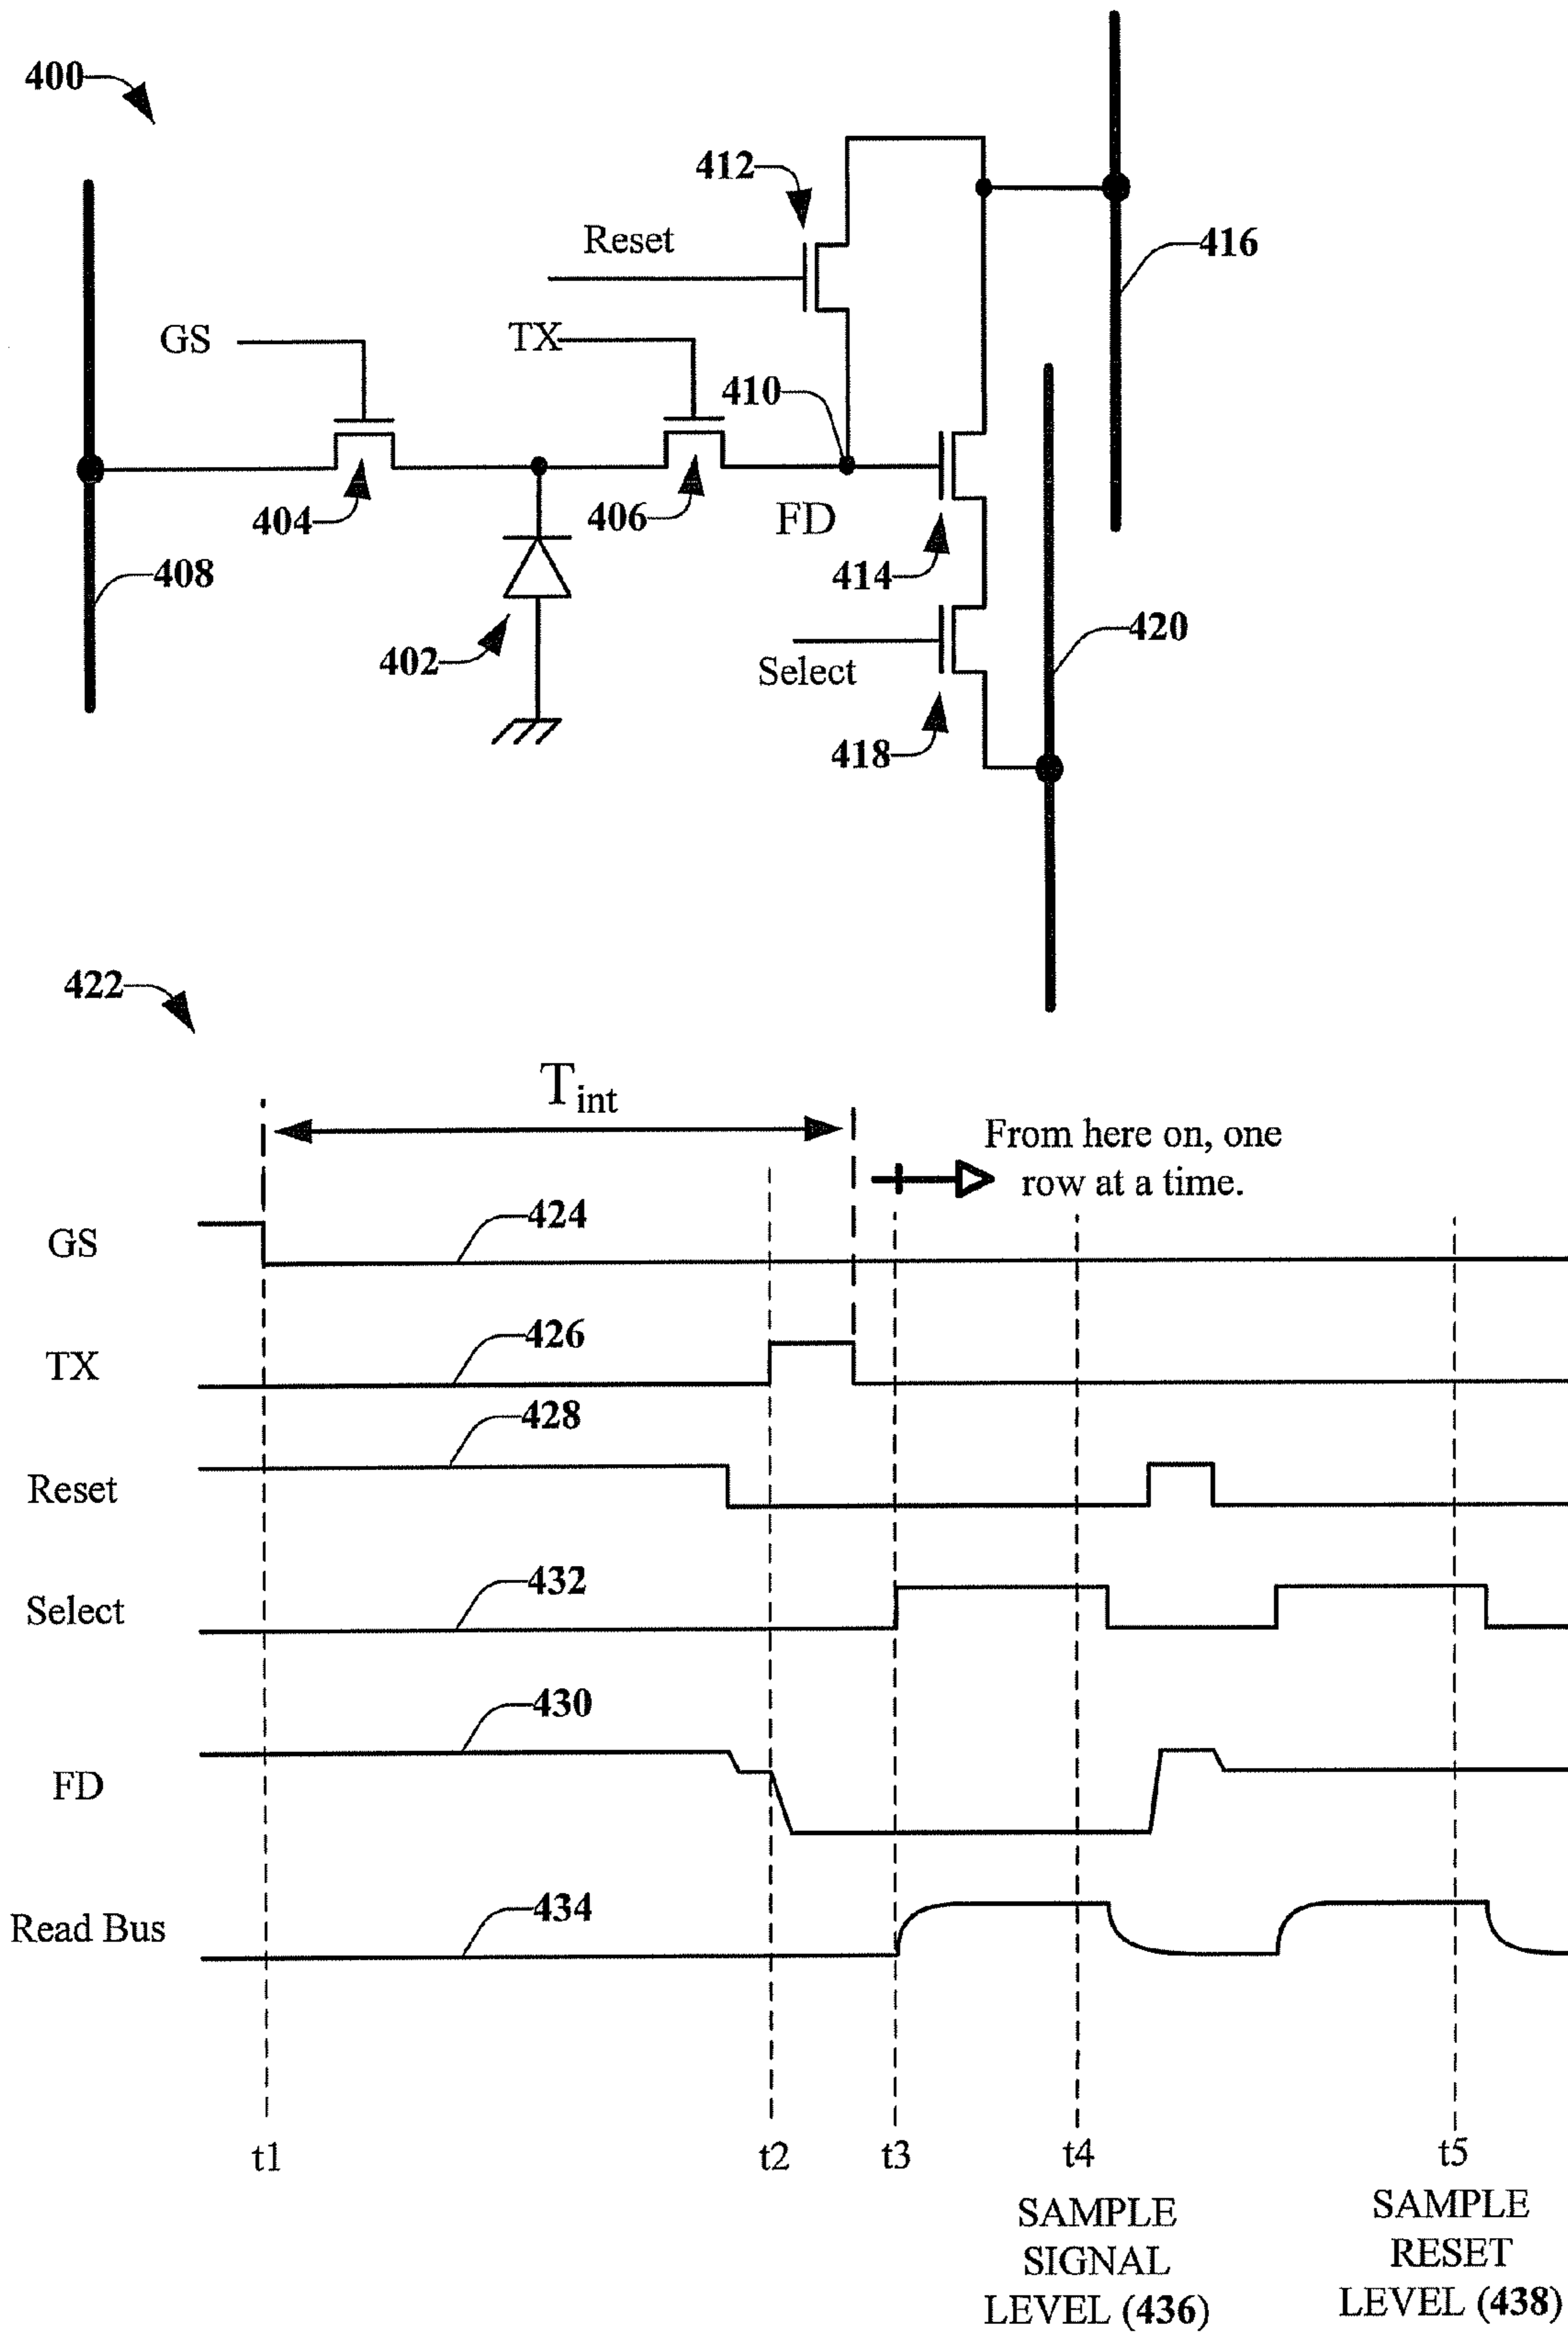 400
412
Reset
416
GS
TX
410
404
406
FD
408
414
402
420
Select
418
422
Tint
From here on, one
row at a time.
GS
424
TX
426
428
Reset
432
Select
430
FD
434
Read Bus
t1
t2
t3
t4
t5
SAMPLE
SIGNAL
LEVEL (436)
SAMPLE
RESET
LEVEL (438)